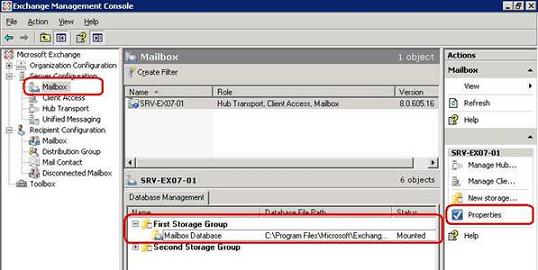 Exchange Management Console
File Action View Help
Microsoft Exchange
Organization Configuration
Server Configuration
Mailbox
Client Access
Hub Transport
Unified Messaging
Recipient Configuration
Mailbox
Distribution Group
Mail Contact
Disconnected Mailbox
Toolbox
Mailbox 1 object
Create Filter
Name Role Version
SRV-EX07-01 Hub Transport, Client Access, Mailbox 8.0.605.16
SRV-EX07-01 6 objects
Database Management
Name Database File Path Status
First Storage Group
Mailbox Database C:\Program Files\Microsoft\Exchang... Mounted
Second Storage Group
Actions
Mailbox
View
Refresh
Help
SRV-EX07-01
Manage Hub...
Manage Clie...
New storage...
Properties
Help